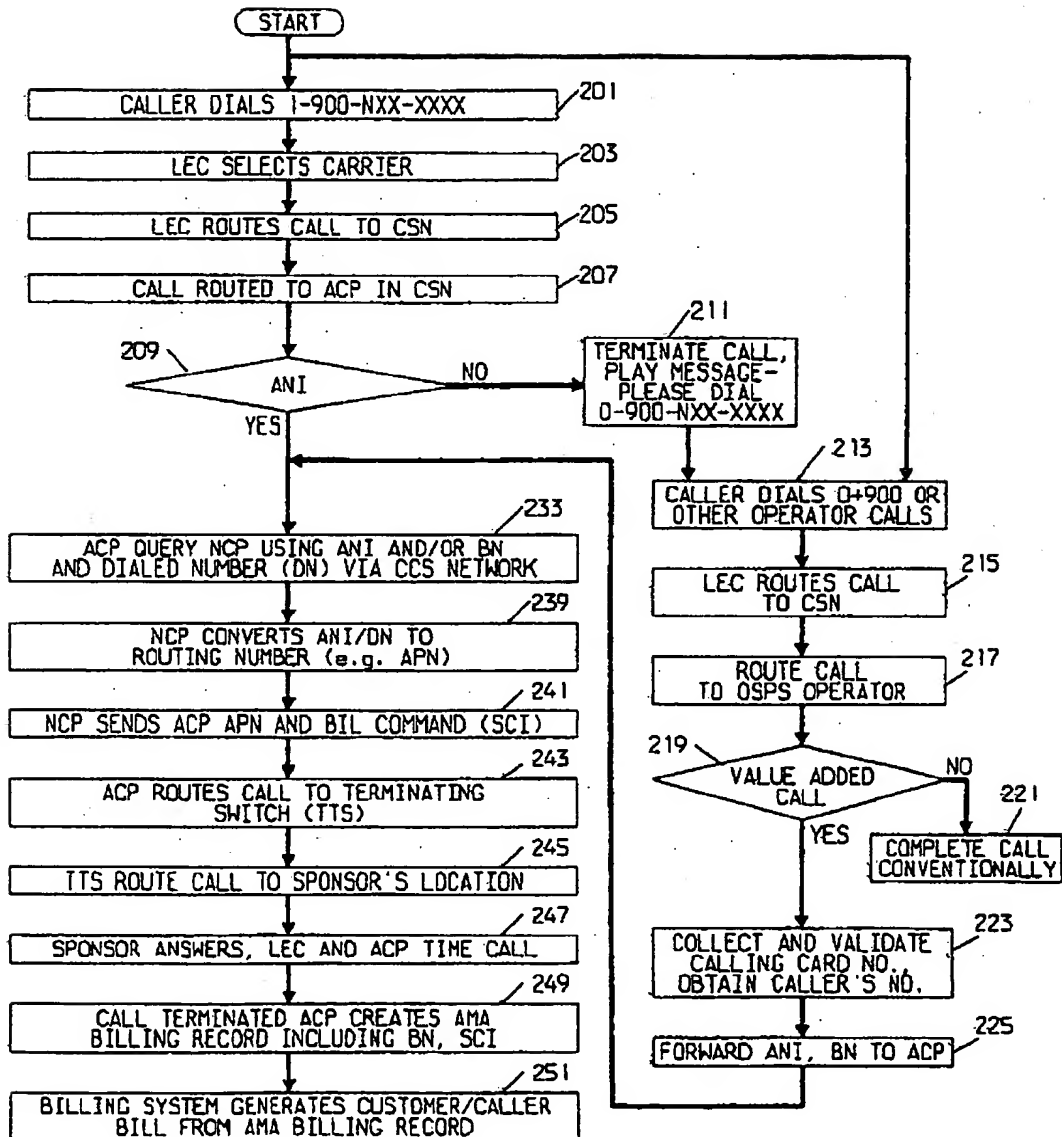 START
CALLER DIALS 1-900-NXX-XXXX
201
LEC SELECTS CARRIER
203
LEC ROUTES CALL TO CSN
205
CALL ROUTED TO ACP IN CSN
207
209
ANI
NO
YES
211
TERMINATE CALL,
PLAY MESSAGE-
PLEASE DIAL
0-900-NXX-XXXX
213
CALLER DIALS 0+900 OR
OTHER OPERATOR CALLS
215
LEC ROUTES CALL
TO CSN
217
ROUTE CALL
TO OSPS OPERATOR
219
VALUE ADDED
CALL
NO
YES
221
COMPLETE CALL
CONVENTIONALLY
223
COLLECT AND VALIDATE
CALLING CARD NO.,
OBTAIN CALLER'S NO.
225
FORWARD ANI, BN TO ACP
233
ACP QUERY NCP USING ANI AND/OR BN
AND DIALED NUMBER (DN) VIA CCS NETWORK
239
NCP CONVERTS ANI/DN TO
ROUTING NUMBER (e.g. APN)
241
NCP SENDS ACP APN AND BIL COMMAND (SCI)
243
ACP ROUTES CALL TO TERMINATING
SWITCH (TTS)
245
TTS ROUTE CALL TO SPONSOR'S LOCATION
247
SPONSOR ANSWERS, LEC AND ACP TIME CALL
249
CALL TERMINATED ACP CREATES AMA
BILLING RECORD INCLUDING BN, SCI
251
BILLING SYSTEM GENERATES CUSTOMER/CALLER
BILL FROM AMA BILLING RECORD